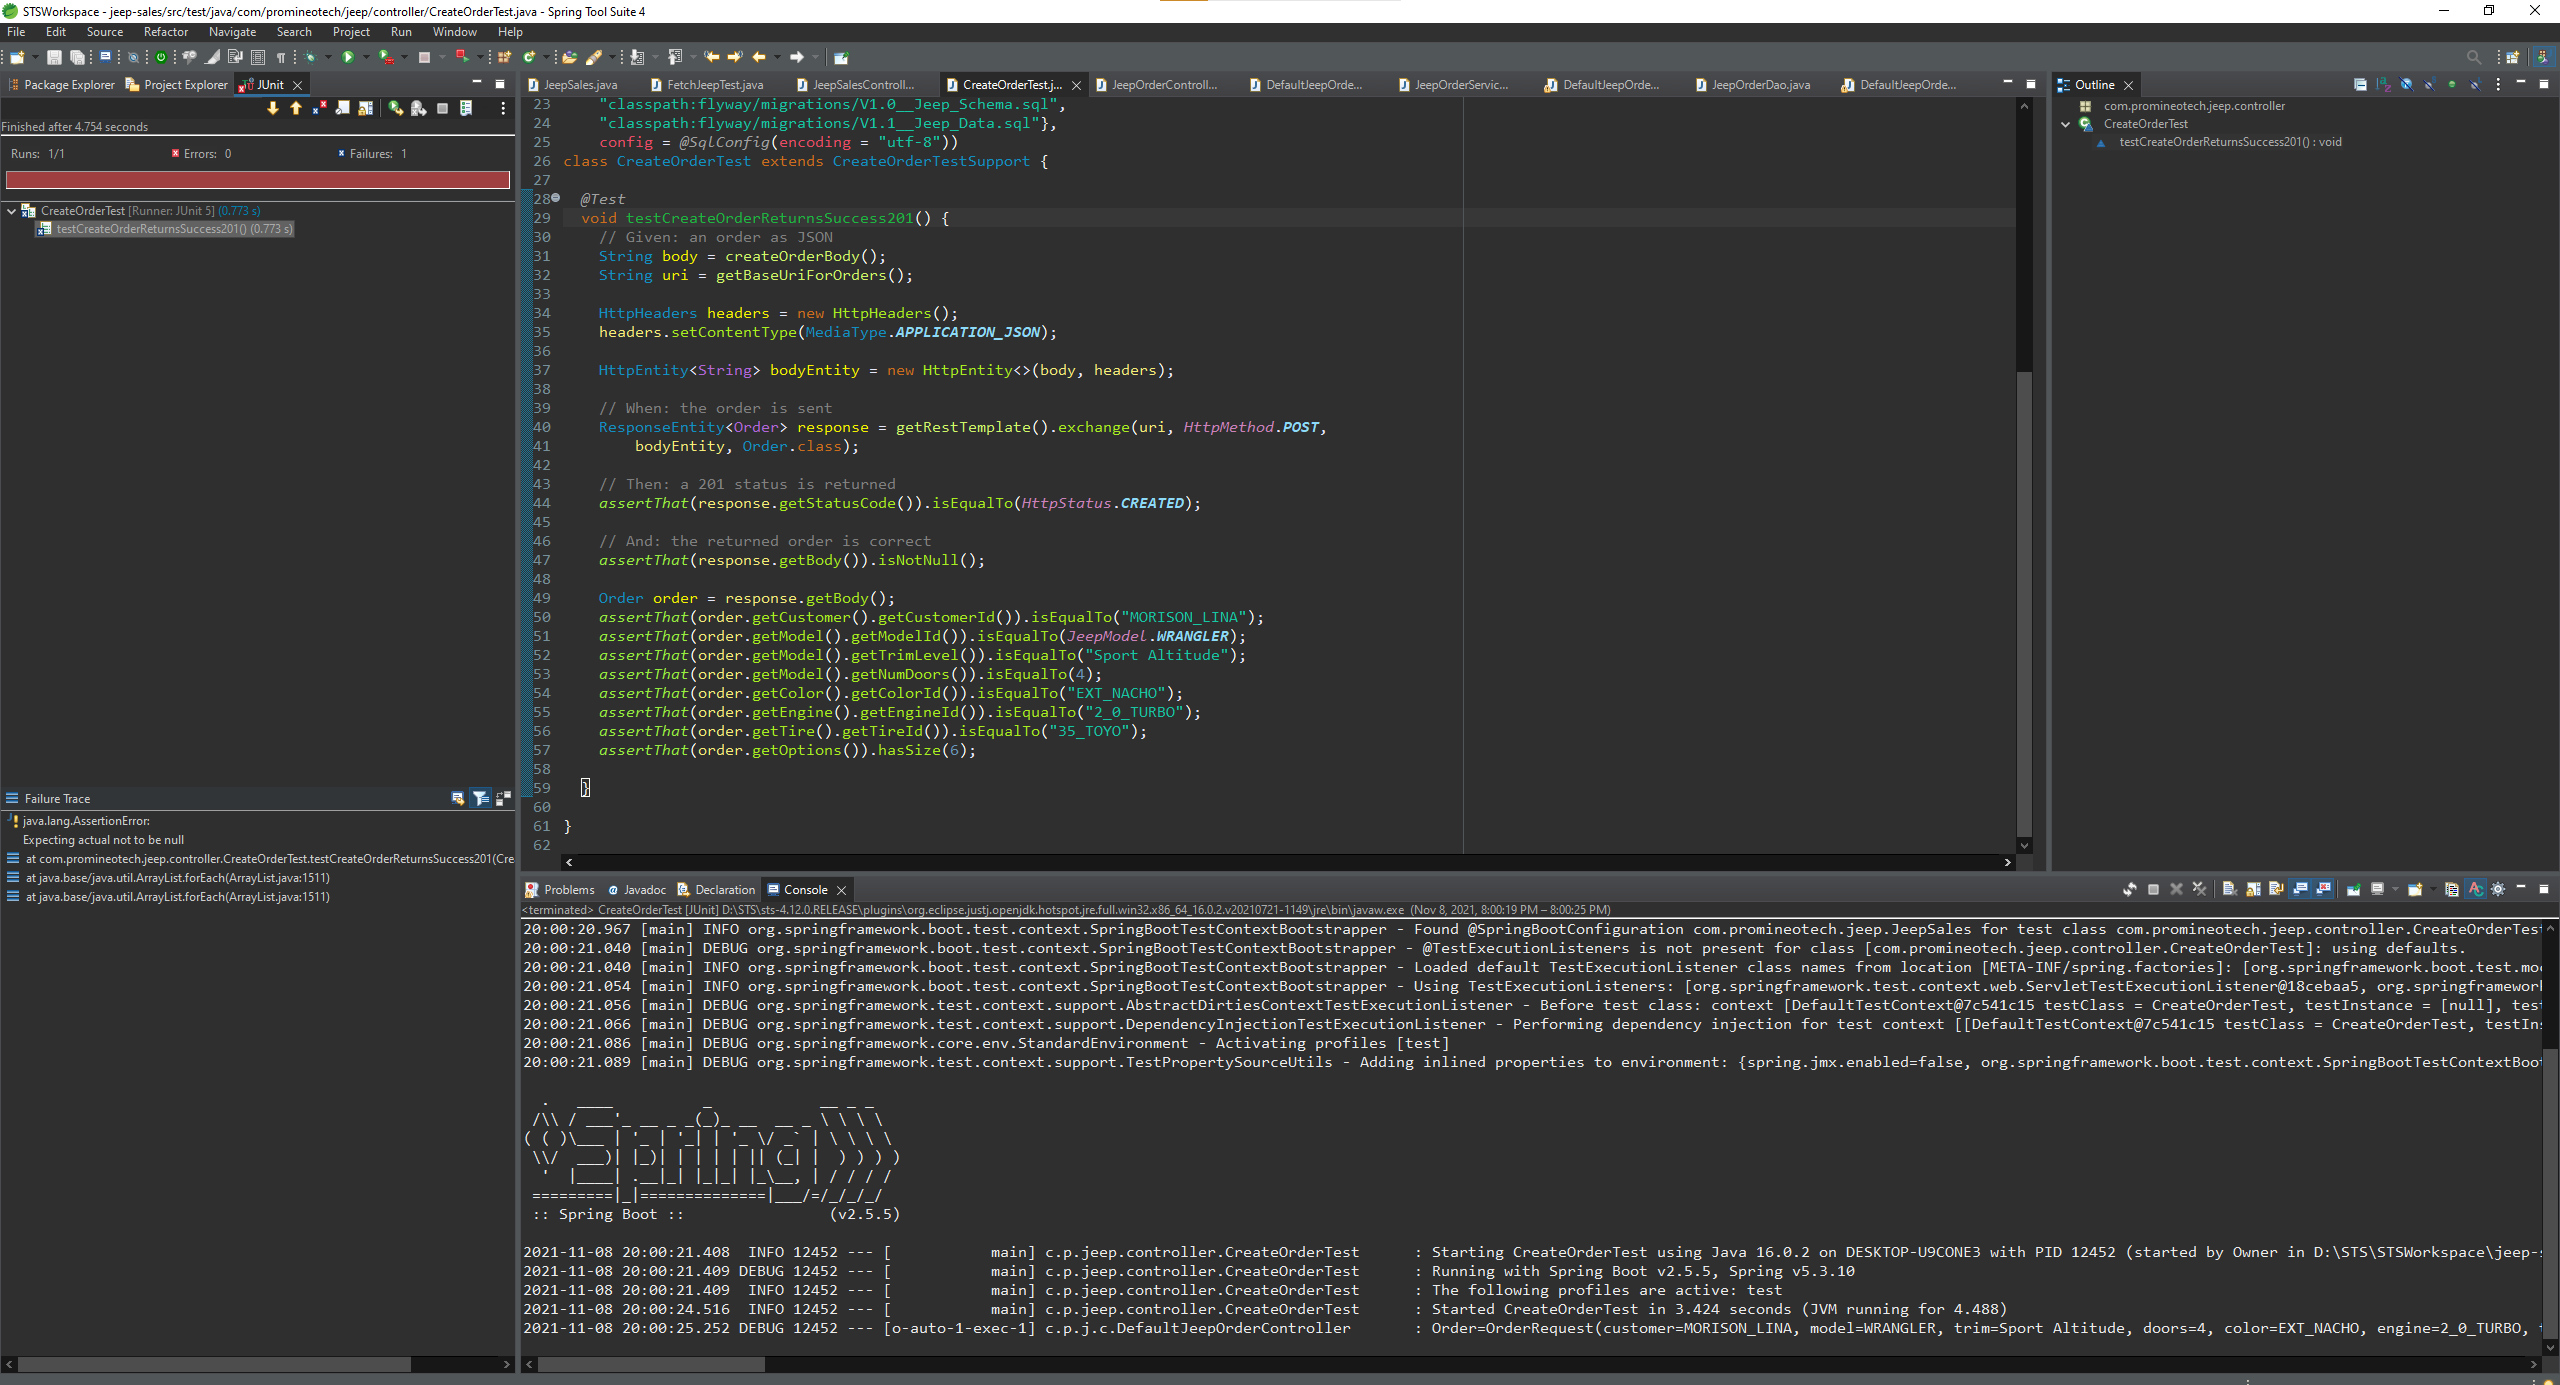 STSWorkspace - jeep-sales/src/test/java/com/promineotech/jeep/controller/CreateOrderTest.java - Spring Tool Suite 4
File Edit Source Refactor Navigate Search Project Run Window Help
Package Explorer Project Explorer JUnit
Finished after 4.754 seconds
Runs: 1/1 Errors: 0 Failures: 1
CreateOrderTest [Runner: JUnit 5] (0.773 s)
testCreateOrderReturnsSuccess201() (0.773 s)
Failure Trace
java.lang.AssertionError:
Expecting actual not to be null
at com.promineotech.jeep.controller.CreateOrderTest.testCreateOrderReturnsSuccess201(Cre
at java.base/java.util.ArrayList.forEach(ArrayList.java:1511)
at java.base/java.util.ArrayList.forEach(ArrayList.java:1511)
JeepSales.java FetchJeepTest.java JeepSalesControll... CreateOrderTest.j... JeepOrderControll... DefaultJeepOrde... JeepOrderServic... DefaultJeepOrde... JeepOrderDao.java DefaultJeepOrde...
23 "classpath:flyway/migrations/V1.0__Jeep_Schema.sql",
24 "classpath:flyway/migrations/V1.1__Jeep_Data.sql"},
25 config = @SqlConfig(encoding = "utf-8"))
26 class CreateOrderTest extends CreateOrderTestSupport {
27
28 @Test
29 void testCreateOrderReturnsSuccess201() {
30 // Given: an order as JSON
31 String body = createOrderBody();
32 String uri = getBaseUriForOrders();
33
34 HttpHeaders headers = new HttpHeaders();
35 headers.setContentType(MediaType.APPLICATION_JSON);
36
37 HttpEntity<String> bodyEntity = new HttpEntity<>(body, headers);
38
39 // When: the order is sent
40 ResponseEntity<Order> response = getRestTemplate().exchange(uri, HttpMethod.POST,
41 bodyEntity, Order.class);
42
43 // Then: a 201 status is returned
44 assertThat(response.getStatusCode()).isEqualTo(HttpStatus.CREATED);
45
46 // And: the returned order is correct
47 assertThat(response.getBody()).isNotNull();
48
49 Order order = response.getBody();
50 assertThat(order.getCustomer().getCustomerId()).isEqualTo("MORISON_LINA");
51 assertThat(order.getModel().getModelId()).isEqualTo(JeepModel.WRANGLER);
52 assertThat(order.getModel().getTrimLevel()).isEqualTo("Sport Altitude");
53 assertThat(order.getModel().getNumDoors()).isEqualTo(4);
54 assertThat(order.getColor().getColorId()).isEqualTo("EXT_NACHO");
55 assertThat(order.getEngine().getEngineId()).isEqualTo("2_0_TURBO");
56 assertThat(order.getTire().getTireId()).isEqualTo("35_TOYO");
57 assertThat(order.getOptions()).hasSize(6);
58
59 }
60
61 }
62
Outline
com.promineotech.jeep.controller
CreateOrderTest
testCreateOrderReturnsSuccess201() : void
Problems Javadoc Declaration Console
<terminated> CreateOrderTest [JUnit] D:\STS\sts-4.12.0.RELEASE\plugins\org.eclipse.justj.openjdk.hotspot.jre.full.win32.x86_64_16.0.2.v20210721-1149\jre\bin\javaw.exe (Nov 8, 2021, 8:00:19 PM – 8:00:25 PM)
20:00:20.967 [main] INFO org.springframework.boot.test.context.SpringBootTestContextBootstrapper - Found @SpringBootConfiguration com.promineotech.jeep.JeepSales for test class com.promineotech.jeep.controller.CreateOrderTest
20:00:21.040 [main] DEBUG org.springframework.boot.test.context.SpringBootTestContextBootstrapper - @TestExecutionListeners is not present for class [com.promineotech.jeep.controller.CreateOrderTest]: using defaults.
20:00:21.040 [main] INFO org.springframework.boot.test.context.SpringBootTestContextBootstrapper - Loaded default TestExecutionListener class names from location [META-INF/spring.factories]: [org.springframework.boot.test.moc
20:00:21.054 [main] INFO org.springframework.boot.test.context.SpringBootTestContextBootstrapper - Using TestExecutionListeners: [org.springframework.test.context.web.ServletTestExecutionListener@18cebaa5, org.springframework
20:00:21.056 [main] DEBUG org.springframework.test.context.support.AbstractDirtiesContextTestExecutionListener - Before test class: context [DefaultTestContext@7c541c15 testClass = CreateOrderTest, testInstance = [null], test
20:00:21.066 [main] DEBUG org.springframework.test.context.support.DependencyInjectionTestExecutionListener - Performing dependency injection for test context [[DefaultTestContext@7c541c15 testClass = CreateOrderTest, testIns
20:00:21.086 [main] DEBUG org.springframework.core.env.StandardEnvironment - Activating profiles [test]
20:00:21.089 [main] DEBUG org.springframework.test.context.support.TestPropertySourceUtils - Adding inlined properties to environment: {spring.jmx.enabled=false, org.springframework.boot.test.context.SpringBootTestContextBoot
Spring
:: Spring Boot :: (v2.5.5)
2021-11-08 20:00:21.408 INFO 12452 --- [ main] c.p.jeep.controller.CreateOrderTest : Starting CreateOrderTest using Java 16.0.2 on DESKTOP-U9CONE3 with PID 12452 (started by Owner in D:\STS\STSWorkspace\jeep-s
2021-11-08 20:00:21.409 DEBUG 12452 --- [ main] c.p.jeep.controller.CreateOrderTest : Running with Spring Boot v2.5.5, Spring v5.3.10
2021-11-08 20:00:21.409 INFO 12452 --- [ main] c.p.jeep.controller.CreateOrderTest : The following profiles are active: test
2021-11-08 20:00:24.516 INFO 12452 --- [ main] c.p.jeep.controller.CreateOrderTest : Started CreateOrderTest in 3.424 seconds (JVM running for 4.488)
2021-11-08 20:00:25.252 DEBUG 12452 --- [o-auto-1-exec-1] c.p.j.c.DefaultJeepOrderController : Order=OrderRequest(customer=MORISON_LINA, model=WRANGLER, trim=Sport Altitude, doors=4, color=EXT_NACHO, engine=2_0_TURBO,